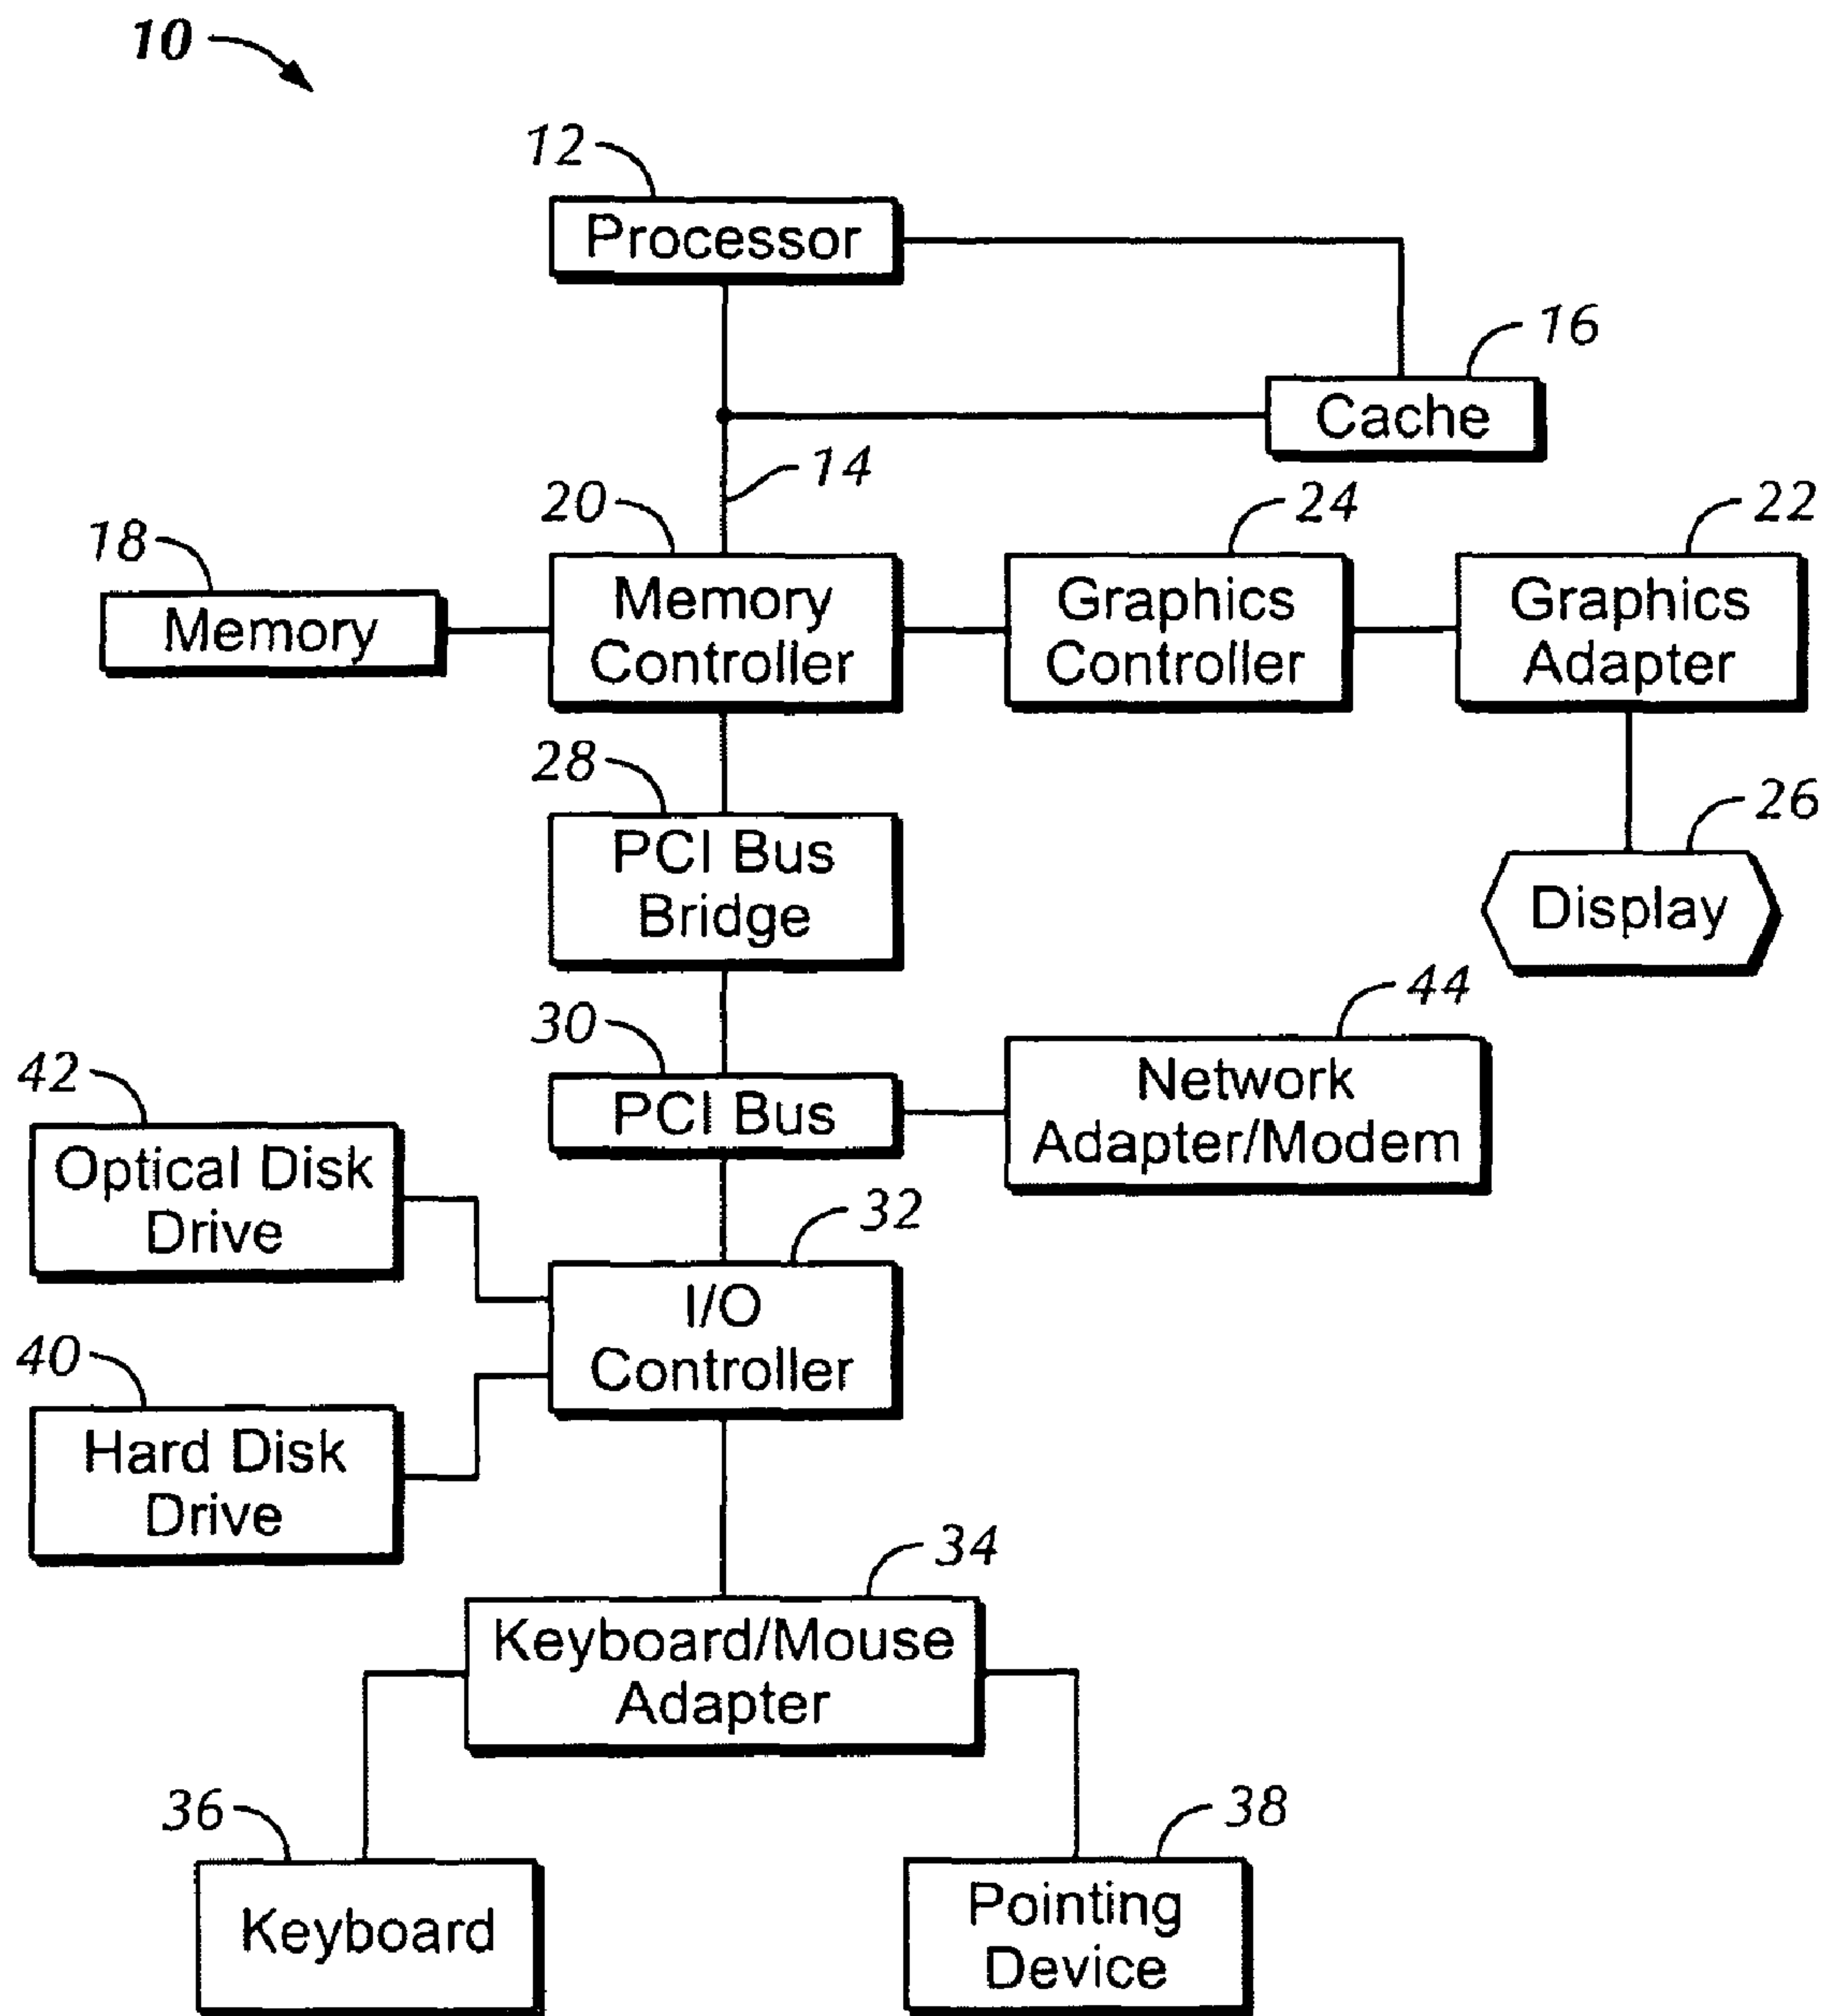 10
12
Processor
16
Cache
14
20
24
22
18
Memory
Memory
Controller
Graphics
Controller
Graphics
Adapter
28
PCI Bus
Bridge
26
Display
30
PCI Bus
44
Network
Adapter/Modem
42
Optical Disk
Drive
32
I/O
Controller
40
Hard Disk
Drive
34
Keyboard/Mouse
Adapter
36
Keyboard
38
Pointing
Device